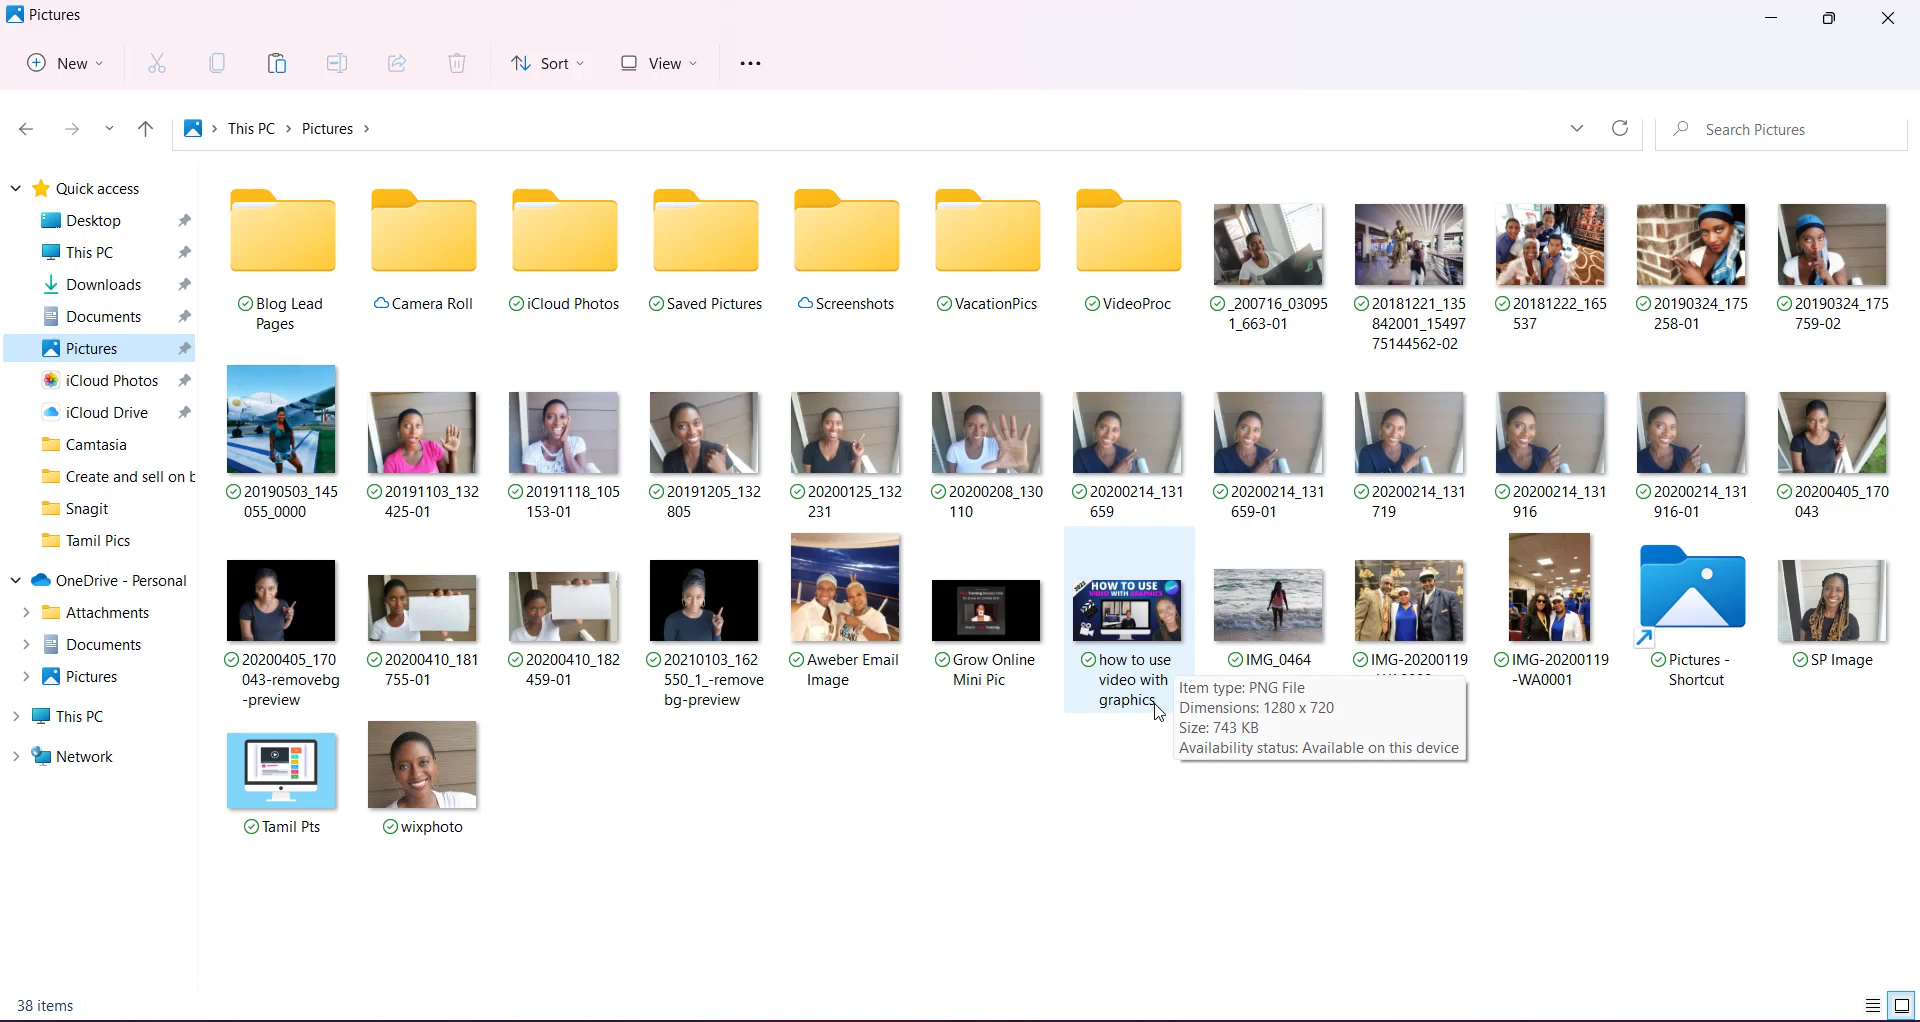 Pictures
New
Sort
View
This PC
Pictures
Search Pictures
Quick access
Desktop
This PC
Downloads
Documents
Pictures
iCloud Photos
iCloud Drive
Camtasia
Create and sell on
Snagit
Tamil Pics
OneDrive - Personal
Attachments
Documents
Pictures
This PC
Network
Blog Lead
Pages
Camera Roll
iCloud Photos
Saved Pictures
Screenshots
VacationPics
VideoProc
_200716_03095
1_663-01
20181221_135
842001_15497
75144562-02
20181222_165
537
20190324_175
258-01
20190324_175
759-02
20190503_145
055_0000
20191103_132
425-01
20191118_105
153-01
20191205_132
805
20200125_132
231
20200208_130
110
20200214_131
659
20200214_131
659-01
20200214_131
719
20200214_131
916
20200214_131
916-01
20200405_170
043
20200405_170
043-removebg
-preview
20200410_181
755-01
20200410_182
459-01
20210103_162
550_1_-remove
bg-preview
Aweber Email
Image
Grow Online
Mini Pic
HOW TO USE
VIDEO WITH GRAPHICS
how to use
video with
graphics
IMG_0464
IMG-20200119
IMG-20200119
-WA0001
Pictures -
Shortcut
SP Image
Item type: PNG File
Dimensions: 1280 x 720
Size: 743 KB
Availability status: Available on this device
Tamil Pts
wixphoto
38 items